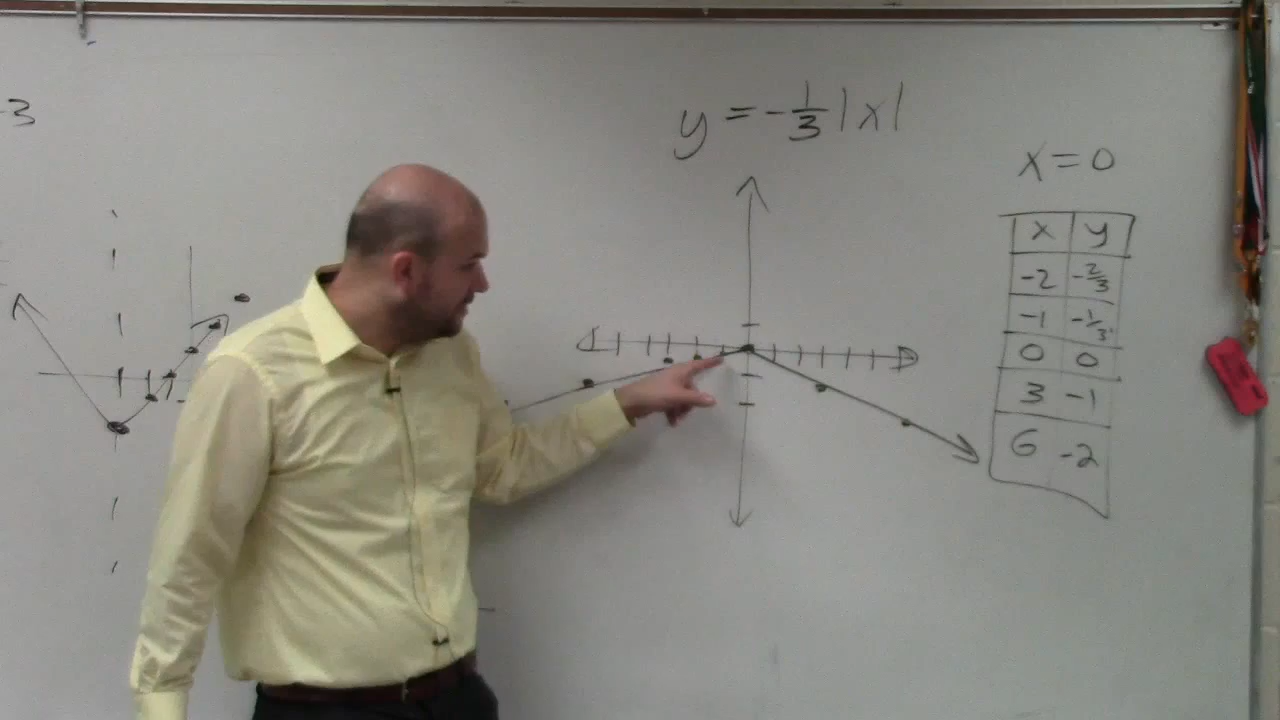 -3
y = -1/3 |x|
x = 0
x y
-2 -2/3
-1 -1/3
0 0
3 -1
6 -2